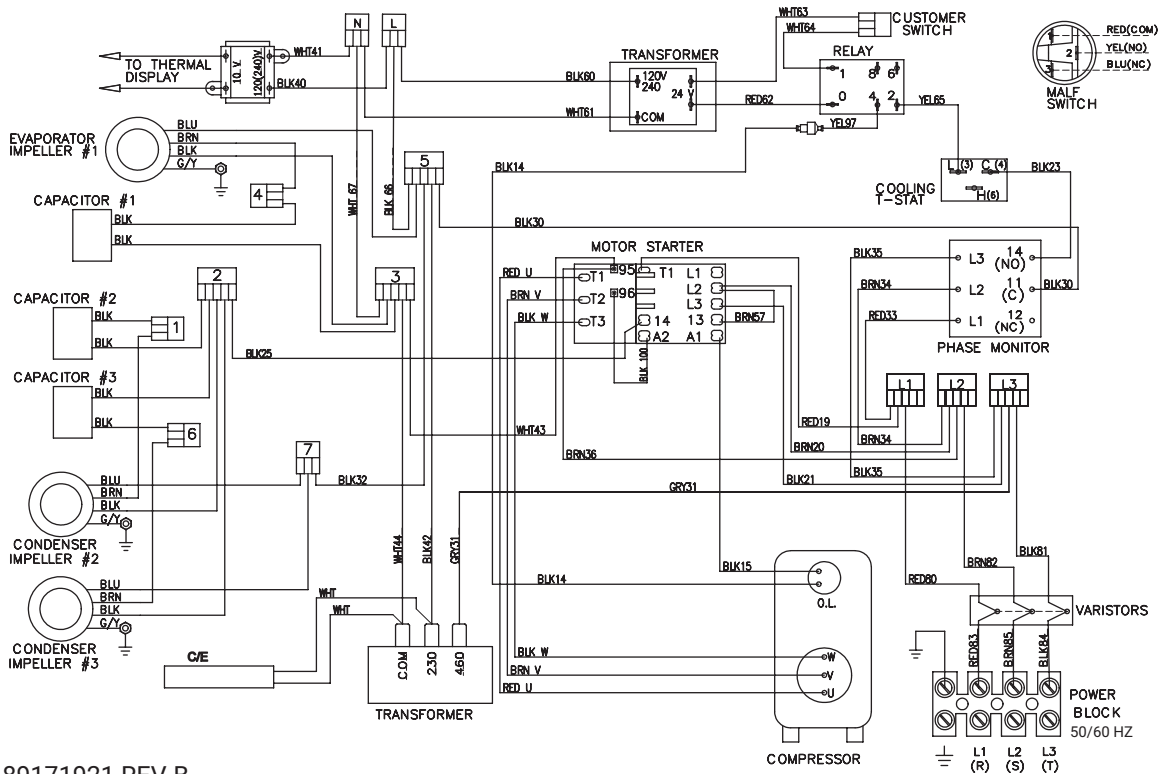 N L
WHT41
TO THERMAL
DISPLAY
10 V.
120(240)V.
BLK40
EVAPORATOR
IMPELLER #1
BLU
BRN
BLK
G/Y
CAPACITOR #1
BLK
BLK
4
WHT 67
BLK 66
5
BLK60
WHT61
TRANSFORMER
120V
240
24
V
COM
WHT63
WHT64
CUSTOMER
SWITCH
RELAY
1 8 6
0 4 2
RED62
YEL65
YEL97
RED(COM)
YEL(NO)
BLU(NC)
2
3
MALF
SWITCH
BLK14
BLK30
L (3) C (4)
H(6)
COOLING
T-STAT
BLK23
CAPACITOR #2
BLK
BLK
1
2
3
BLK25
MOTOR STARTER
RED U
BRN V
BLK W
T1
T2
T3
95
96
T1 L1
L2
L3
14 13
A2 A1
BRN57
BLK 100
BLK35
BRN34
RED33
L3 14
(NO)
L2 11
(C)
L1 12
(NC)
BLK30
PHASE MONITOR
CAPACITOR #3
BLK
BLK
6
L1 L2 L3
RED19
WHT43
BRN34
BRN20
BRN36
BLK35
BLK21
GRY31
7
BLK32
BLU
BRN
BLK
G/Y
CONDENSER
IMPELLER #2
BLU
BRN
BLK
G/Y
CONDENSER
IMPELLER #3
WHT44
BLK42
GRY31
WHT
WHT
C/E
COM
230
460
TRANSFORMER
BLK14
BLK15
O.L.
BLK W
BRN V
RED U
W
V
U
COMPRESSOR
BLK81
BRN82
RED80
VARISTORS
RED83
BRN85
BLK84
POWER
BLOCK
50/60 HZ
L1 L2 L3
(R) (S) (T)
89171921 REV B